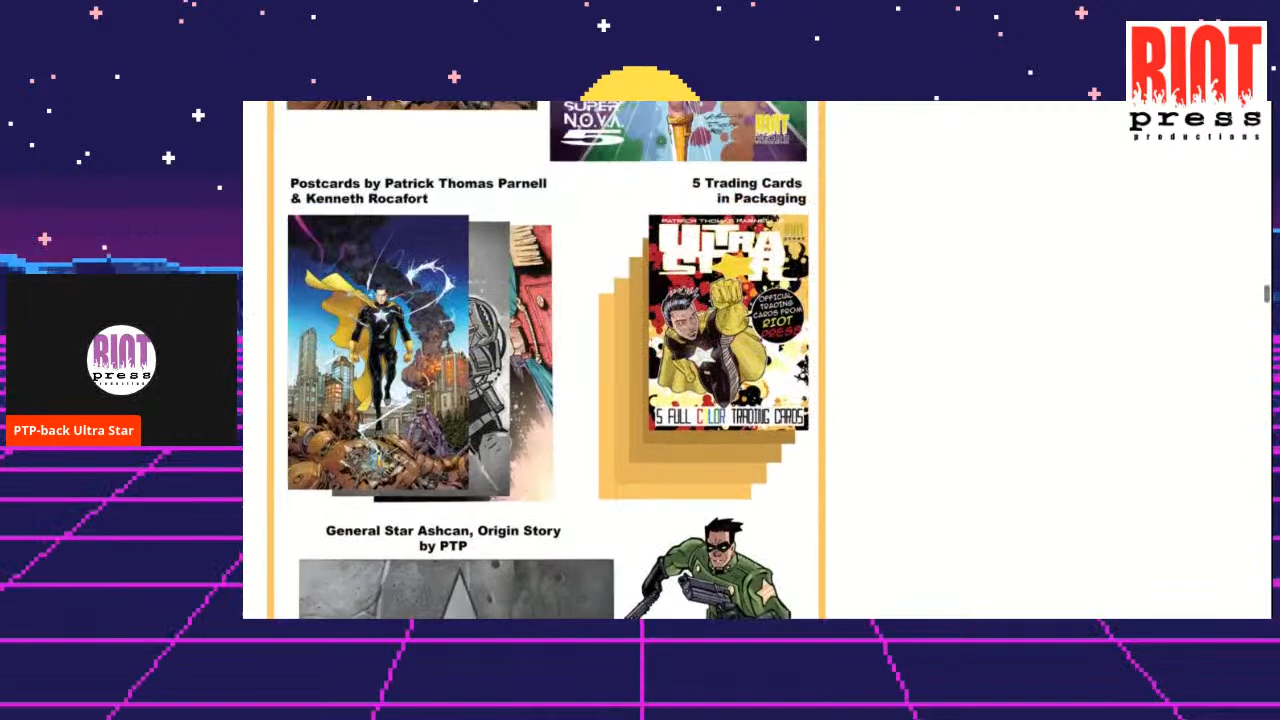 RIOT
press
productions
SUPER
N.O.V.A.
5
RIOT
Postcards by Patrick Thomas Parnell
& Kenneth Rocafort
5 Trading Cards
in Packaging
PATRICK THOMAS PARNELL
ULTRA
STAR
OFFICIAL
TRADING
CARDS FROM
RIOT
PRESS
5 FULL COLOR TRADING CARDS
RIOT
press
PTP-back Ultra Star
General Star Ashcan, Origin Story
by PTP